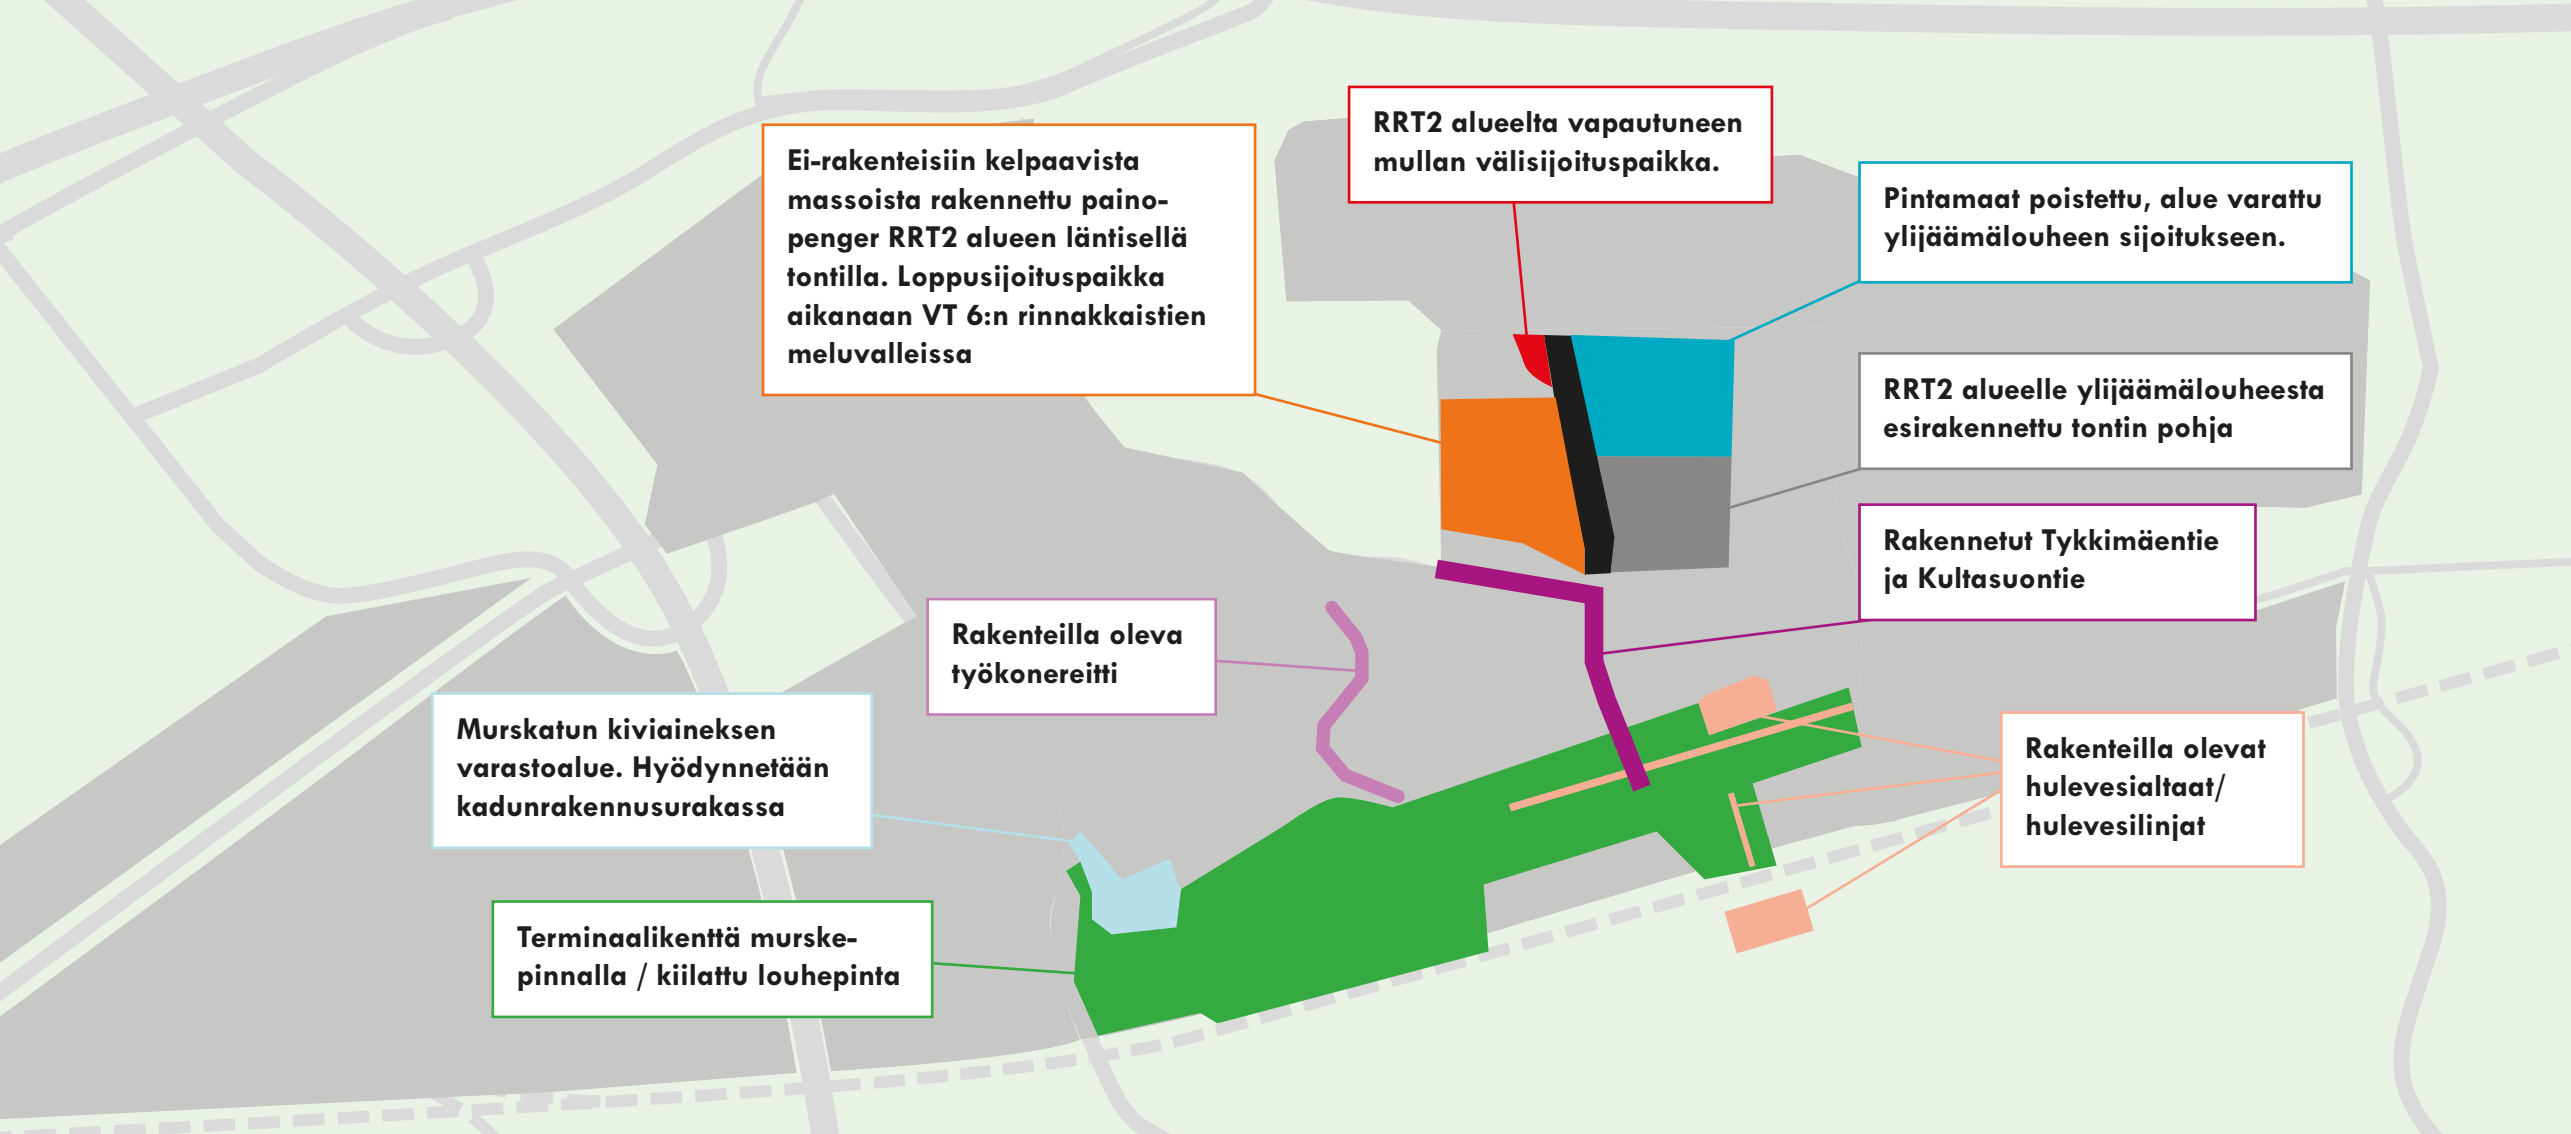 RRT2 alueelta vapautuneen
mullan välisijoituspaikka.
Ei-rakenteisiin kelpaavista
massoista rakennettu paino-
penger RRT2 alueen läntisellä
tontilla. Loppusijoituspaikka
aikanaan VT 6:n rinnakkaistien
meluvalleissa
Pintamaat poistettu, alue varattu
ylijäämälouheen sijoitukseen.
RRT2 alueelle ylijäämälouheesta
esirakennettu tontin pohja
Rakennetut Tykkimäentie
ja Kultasuontie
Rakenteilla oleva
työkonereitti
Murskatun kiviaineksen
varastoalue. Hyödynnetään
kadunrakennusurakassa
Rakenteilla olevat
hulevesialtaat/
hulevesilinjat
Terminaalikenttä murske-
pinnalla / kiilattu louhepinta